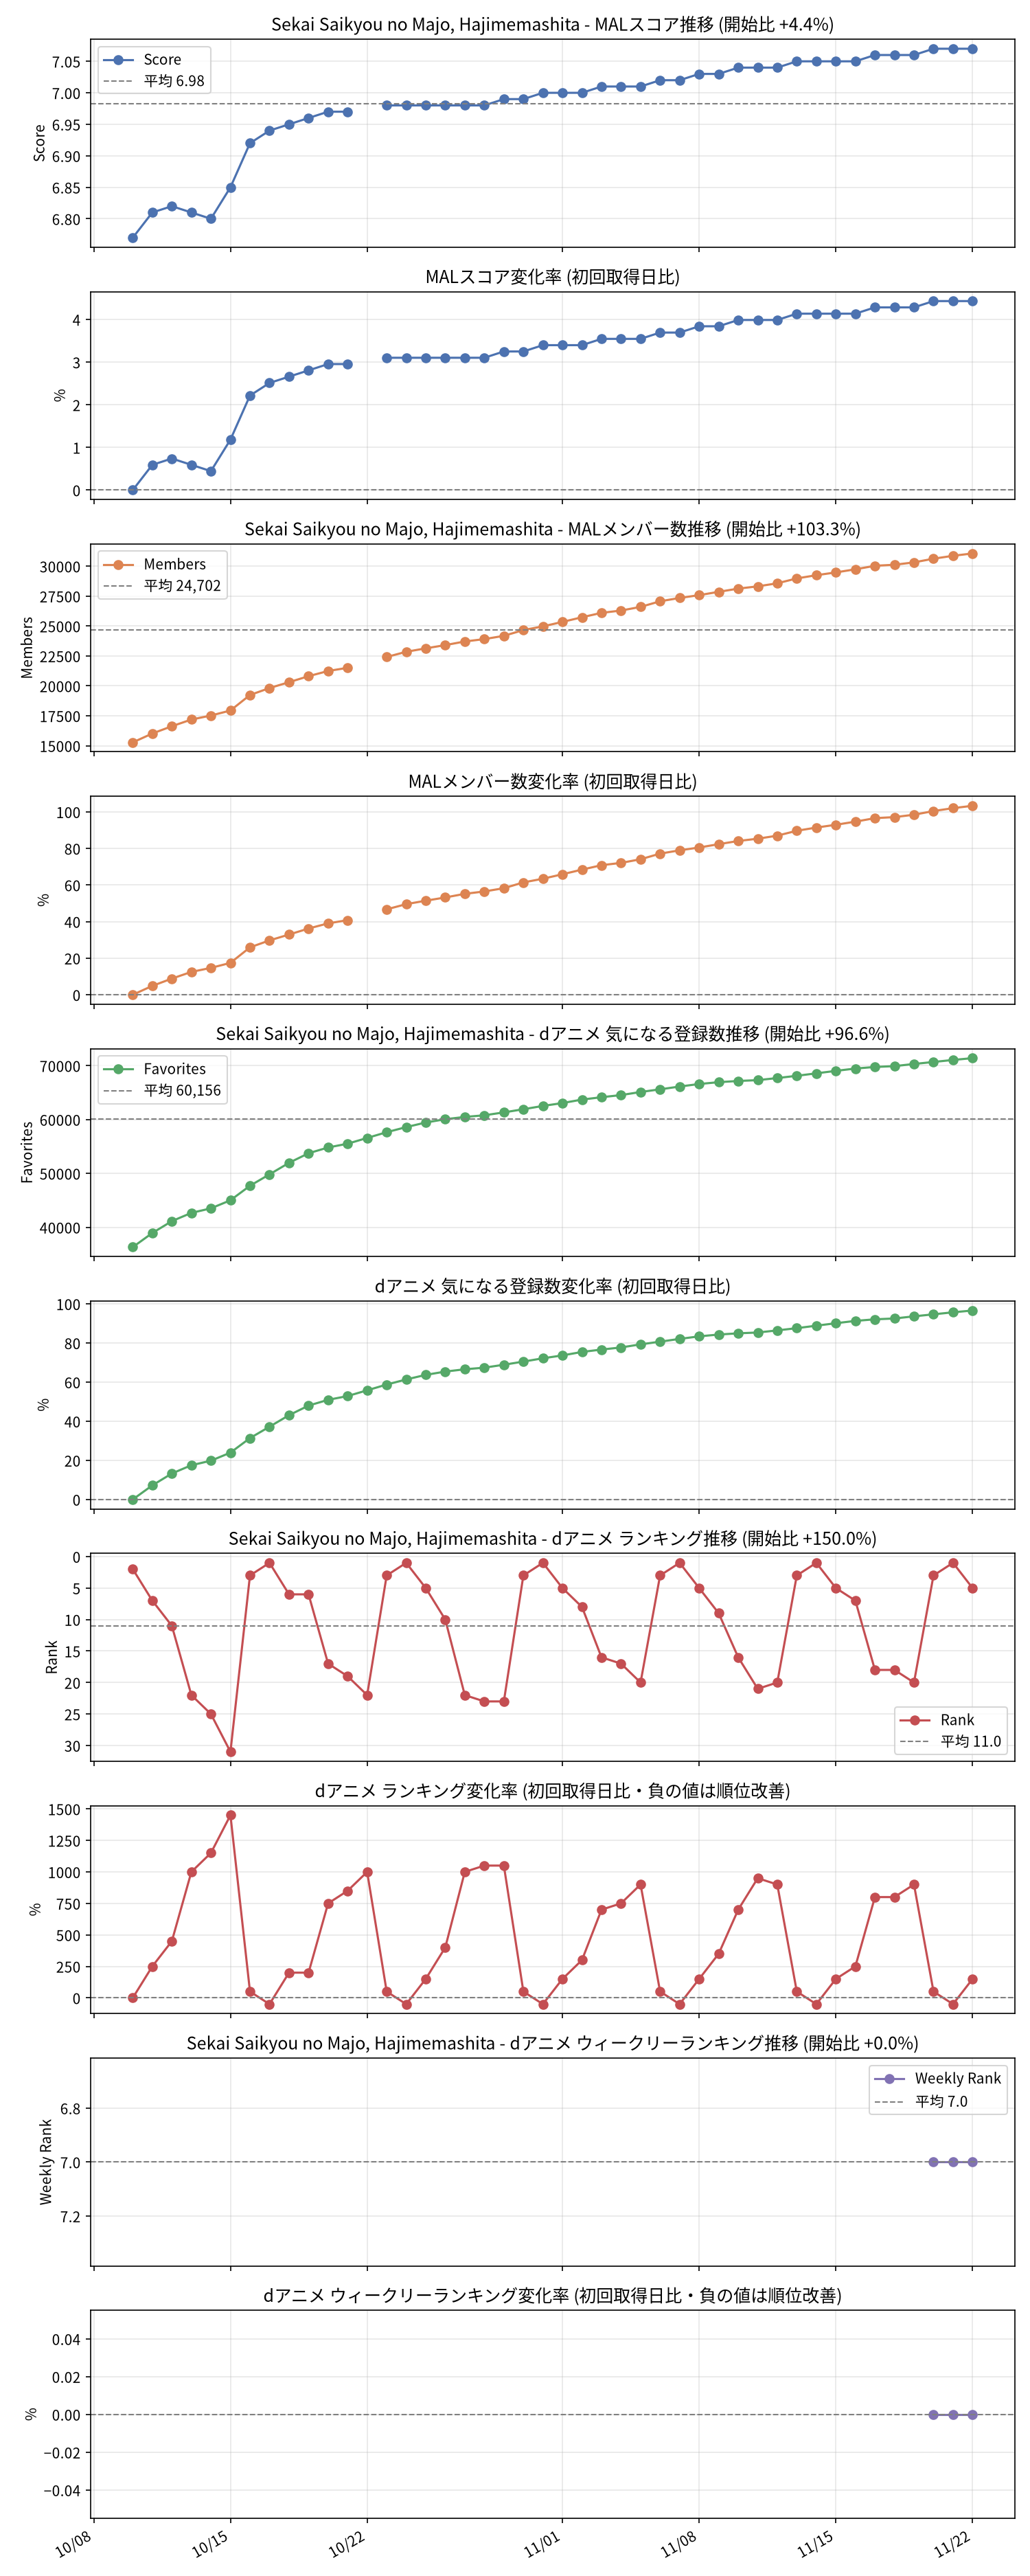 Sekai Saikyou no Majo, Hajimemashita - MALスコア推移 (開始比 +4.4%)
Score
Score
平均 6.98
7.05
7.00
6.95
6.90
6.85
6.80
MALスコア変化率 (初回取得日比)
%
4
3
2
1
0
Sekai Saikyou no Majo, Hajimemashita - MALメンバー数推移 (開始比 +103.3%)
Members
Members
平均 24,702
30000
27500
25000
22500
20000
17500
15000
MALメンバー数変化率 (初回取得日比)
%
100
80
60
40
20
0
Sekai Saikyou no Majo, Hajimemashita - dアニメ 気になる登録数推移 (開始比 +96.6%)
Favorites
Favorites
平均 60,156
70000
60000
50000
40000
dアニメ 気になる登録数変化率 (初回取得日比)
%
100
80
60
40
20
0
Sekai Saikyou no Majo, Hajimemashita - dアニメ ランキング推移 (開始比 +150.0%)
Rank
0
5
10
15
20
25
30
Rank
平均 11.0
dアニメ ランキング変化率 (初回取得日比・負の値は順位改善)
%
1500
1250
1000
750
500
250
0
Sekai Saikyou no Majo, Hajimemashita - dアニメ ウィークリーランキング推移 (開始比 +0.0%)
Weekly Rank
Weekly Rank
平均 7.0
6.8
7.0
7.2
dアニメ ウィークリーランキング変化率 (初回取得日比・負の値は順位改善)
%
0.04
0.02
0.00
−0.02
−0.04
10/08
10/15
10/22
11/01
11/08
11/15
11/22